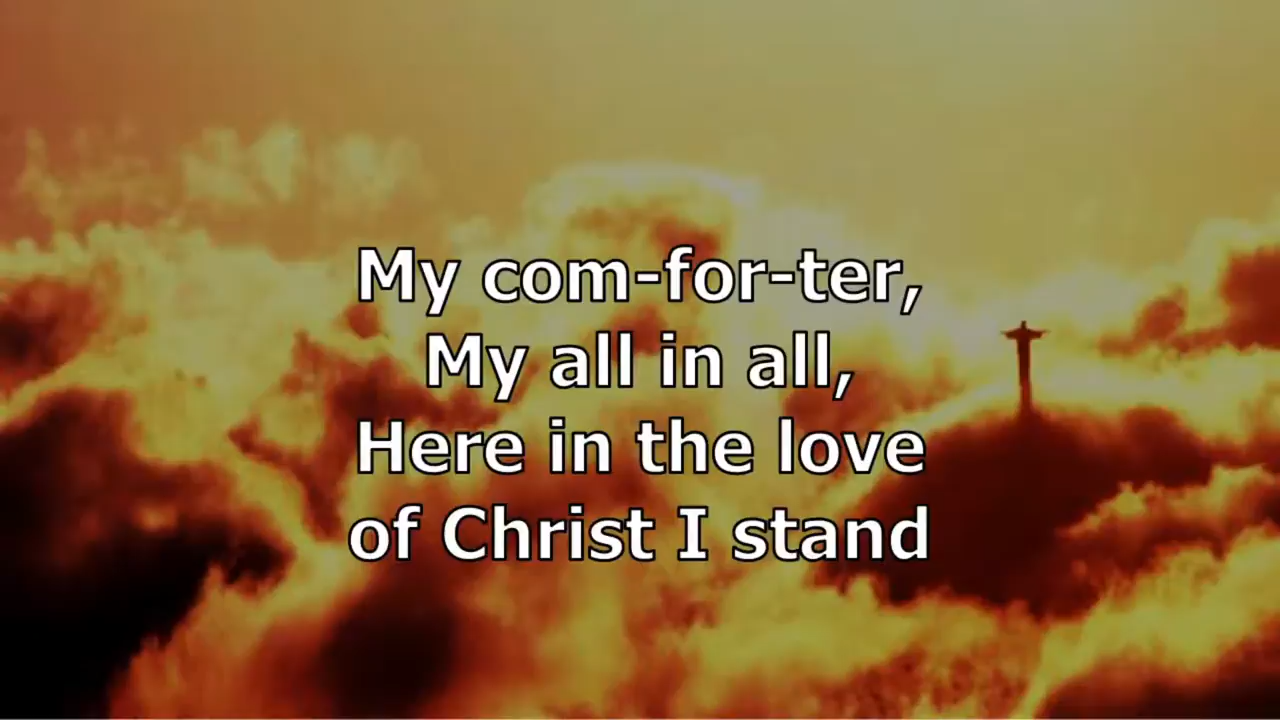 My com-for-ter,
My all in all,
Here in the love
of Christ I stand